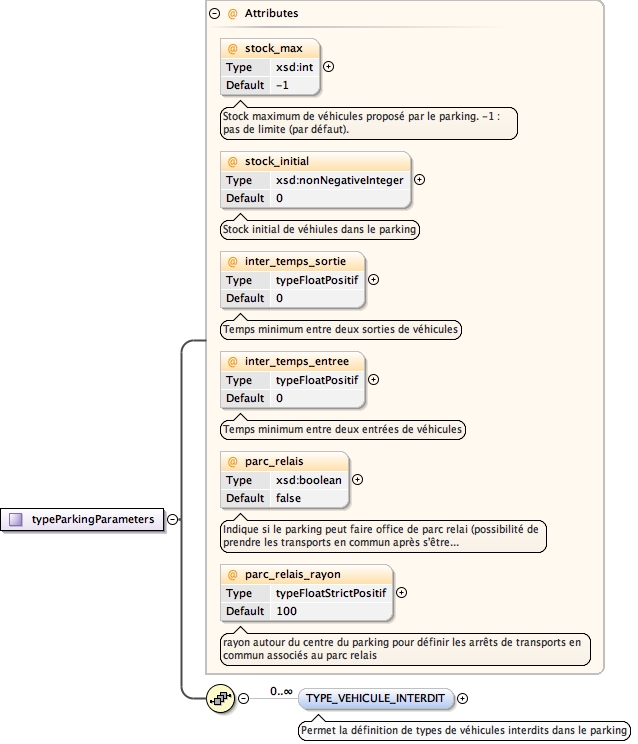 @ Attributes
@ stock_max
Type xsd:int
Default -1
Stock maximum de véhicules proposé par le parking. -1 :
pas de limite (par défaut).
@ stock_initial
Type xsd:nonNegativeInteger
Default 0
Stock initial de véhiules dans le parking
@ inter_temps_sortie
Type typeFloatPositif
Default 0
Temps minimum entre deux sorties de véhicules
@ inter_temps_entree
Type typeFloatPositif
Default 0
Temps minimum entre deux entrées de véhicules
@ parc_relais
Type xsd:boolean
Default false
Indique si le parking peut faire office de parc relai (possibilité de
prendre les transports en commun après s'être...
typeParkingParameters
@ parc_relais_rayon
Type typeFloatStrictPositif
Default 100
rayon autour du centre du parking pour définir les arrêts de transports en
commun associés au parc relais
0..∞
TYPE_VEHICULE_INTERDIT
Permet la définition de types de véhicules interdits dans le parking